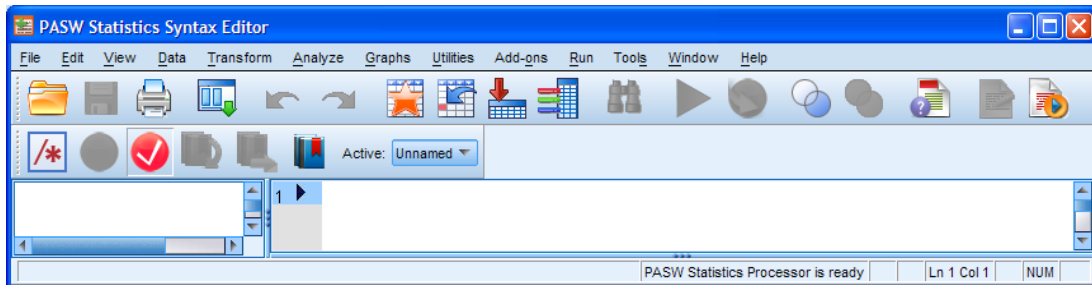 PASW Statistics Syntax Editor
File Edit View Data Transform Analyze Graphs Utilities Add-ons Run Tools Window Help
/*
Active: Unnamed
1
PASW Statistics Processor is ready Ln 1 Col 1 NUM